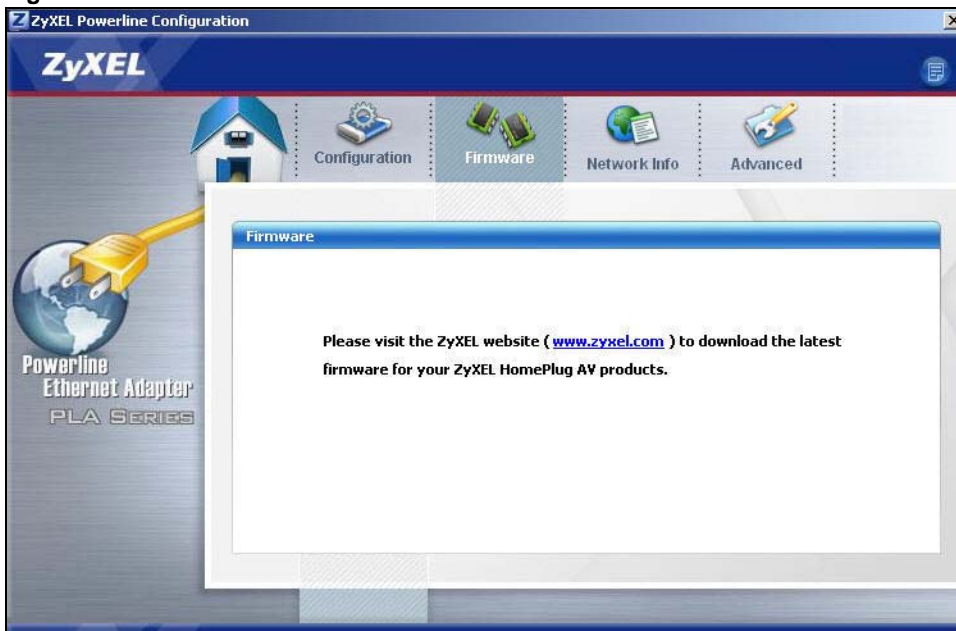 ZyXEL Powerline Configuration
ZyXEL
Configuration
Firmware
Network Info
Advanced
Firmware
Please visit the ZyXEL website ( www.zyxel.com ) to download the latest
firmware for your ZyXEL HomePlug AV products.
Powerline
Ethernet Adapter
PLA SERIES